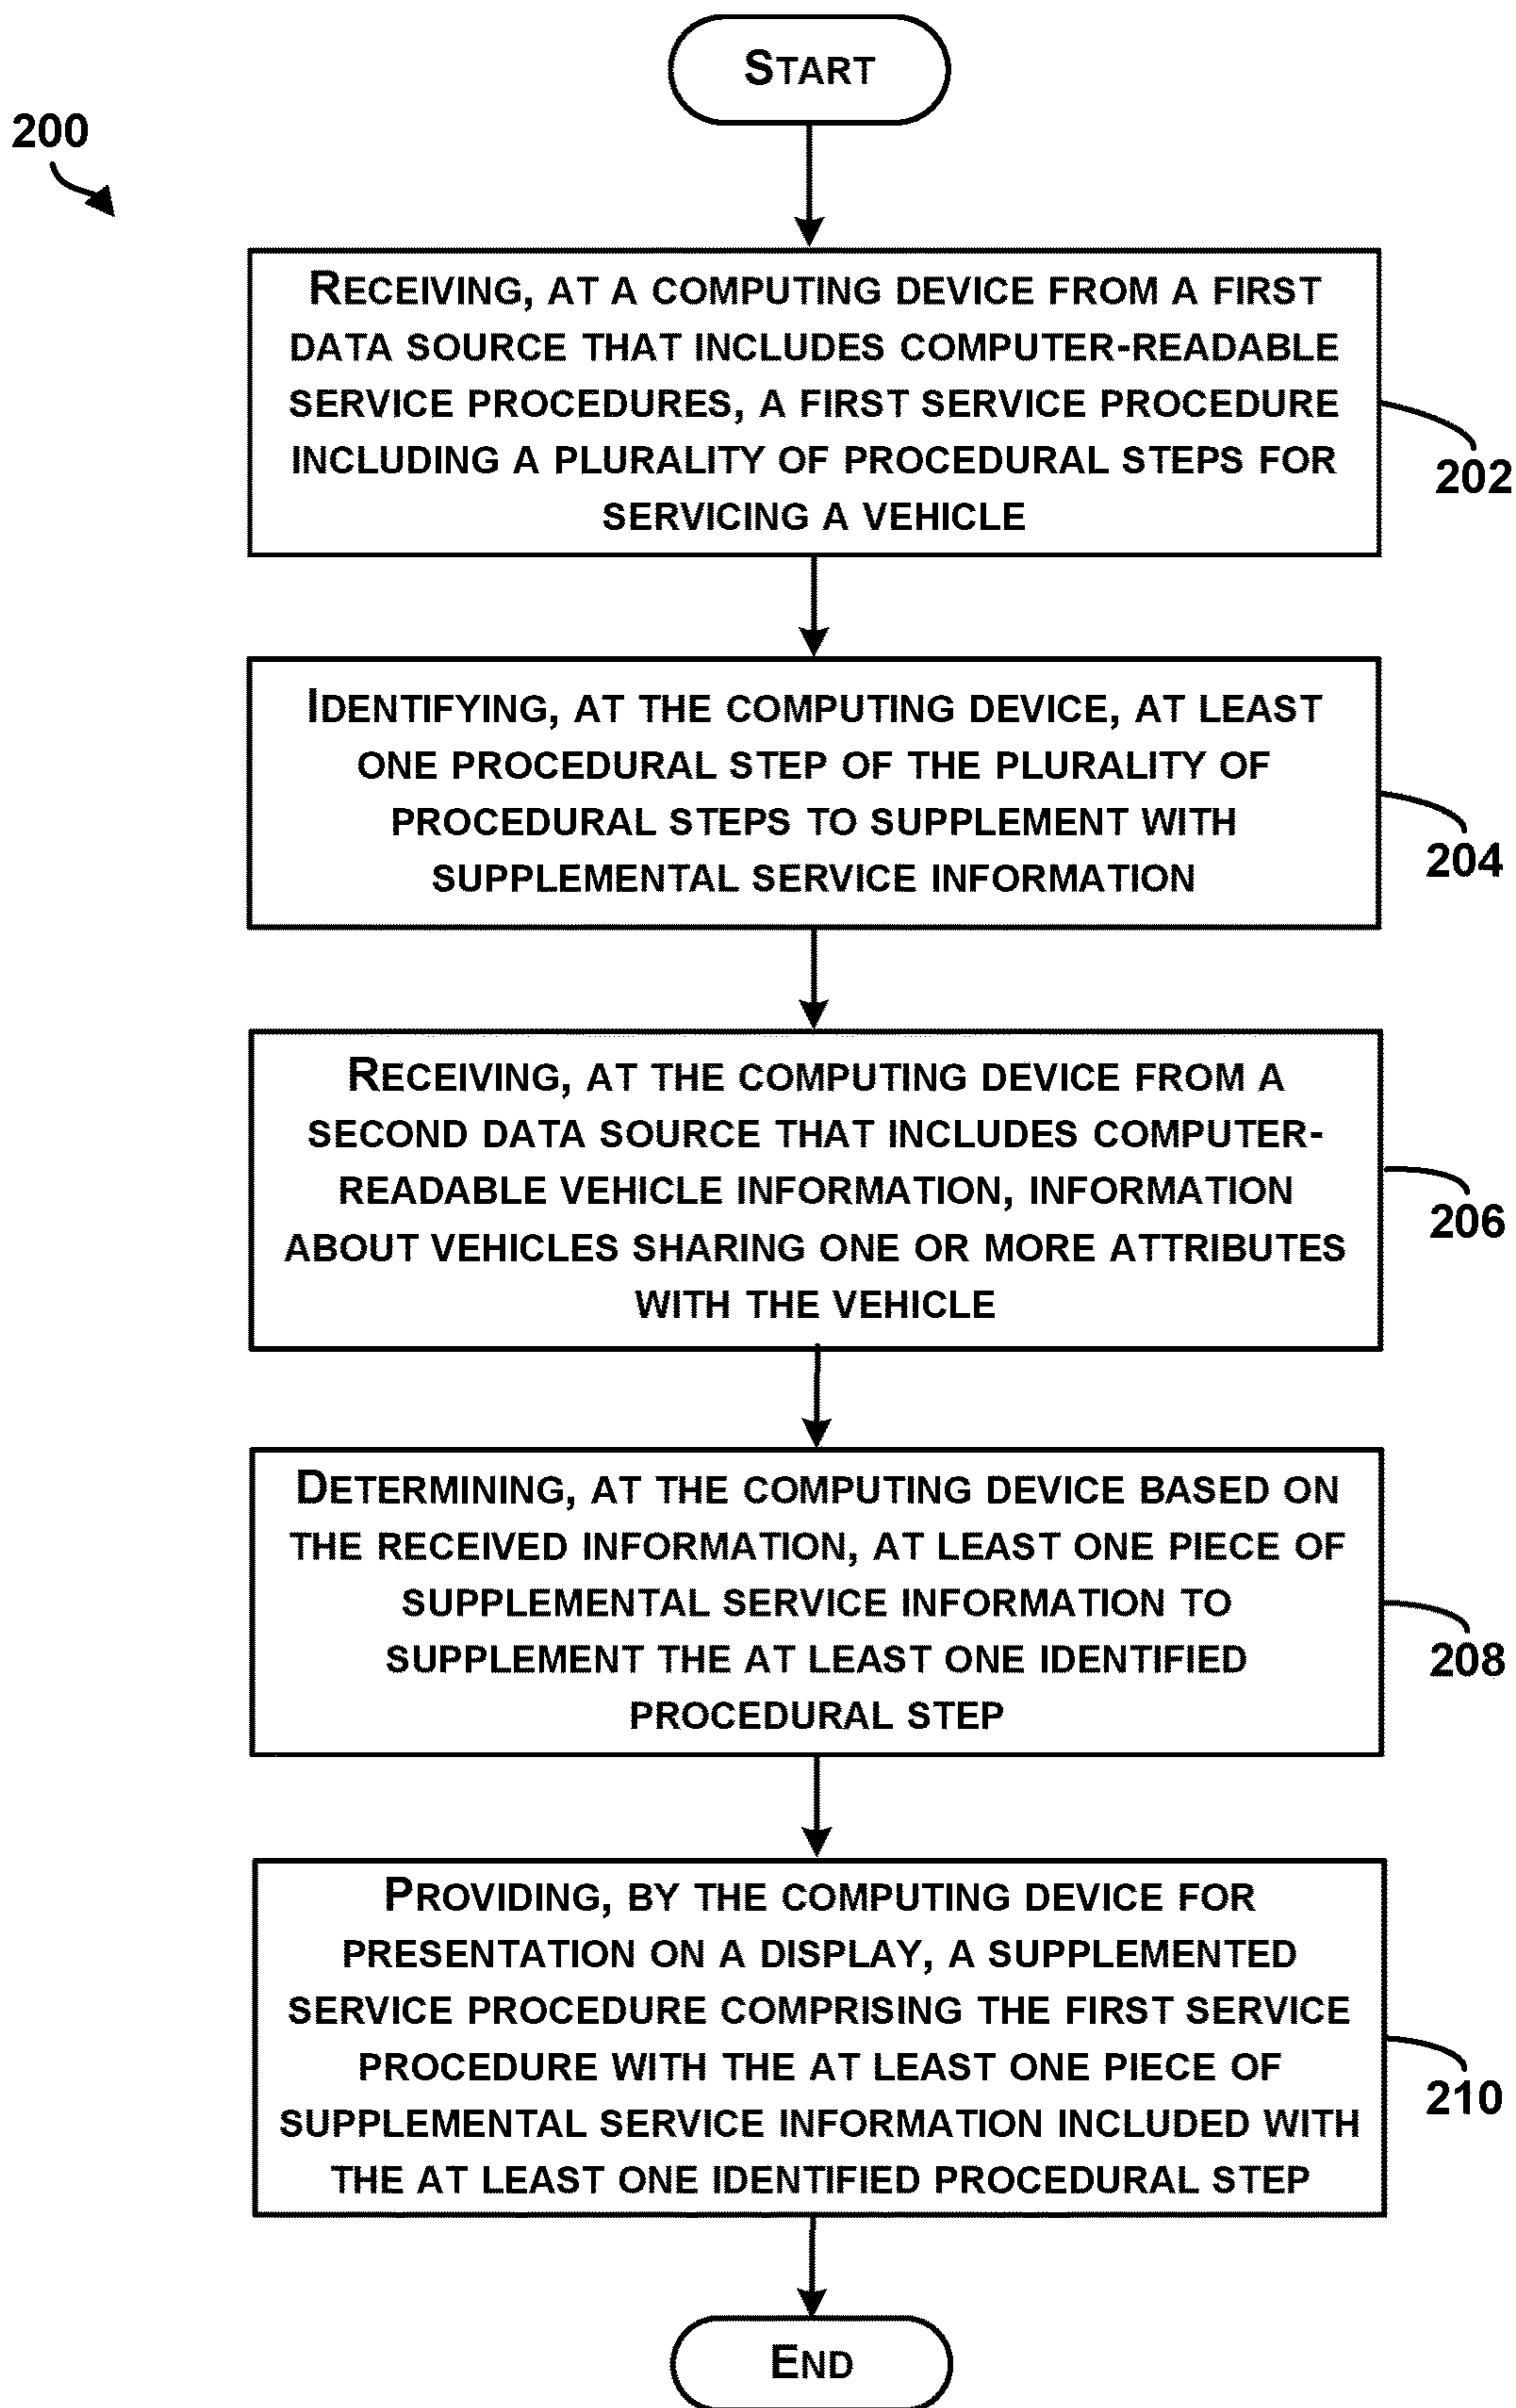 START
200
RECEIVING, AT A COMPUTING DEVICE FROM A FIRST
DATA SOURCE THAT INCLUDES COMPUTER-READABLE
SERVICE PROCEDURES, A FIRST SERVICE PROCEDURE
INCLUDING A PLURALITY OF PROCEDURAL STEPS FOR
SERVICING A VEHICLE
202
IDENTIFYING, AT THE COMPUTING DEVICE, AT LEAST
ONE PROCEDURAL STEP OF THE PLURALITY OF
PROCEDURAL STEPS TO SUPPLEMENT WITH
SUPPLEMENTAL SERVICE INFORMATION
204
RECEIVING, AT THE COMPUTING DEVICE FROM A
SECOND DATA SOURCE THAT INCLUDES COMPUTER-
READABLE VEHICLE INFORMATION, INFORMATION
ABOUT VEHICLES SHARING ONE OR MORE ATTRIBUTES
WITH THE VEHICLE
206
DETERMINING, AT THE COMPUTING DEVICE BASED ON
THE RECEIVED INFORMATION, AT LEAST ONE PIECE OF
SUPPLEMENTAL SERVICE INFORMATION TO
SUPPLEMENT THE AT LEAST ONE IDENTIFIED
PROCEDURAL STEP
208
PROVIDING, BY THE COMPUTING DEVICE FOR
PRESENTATION ON A DISPLAY, A SUPPLEMENTED
SERVICE PROCEDURE COMPRISING THE FIRST SERVICE
PROCEDURE WITH THE AT LEAST ONE PIECE OF
SUPPLEMENTAL SERVICE INFORMATION INCLUDED WITH
THE AT LEAST ONE IDENTIFIED PROCEDURAL STEP
210
END